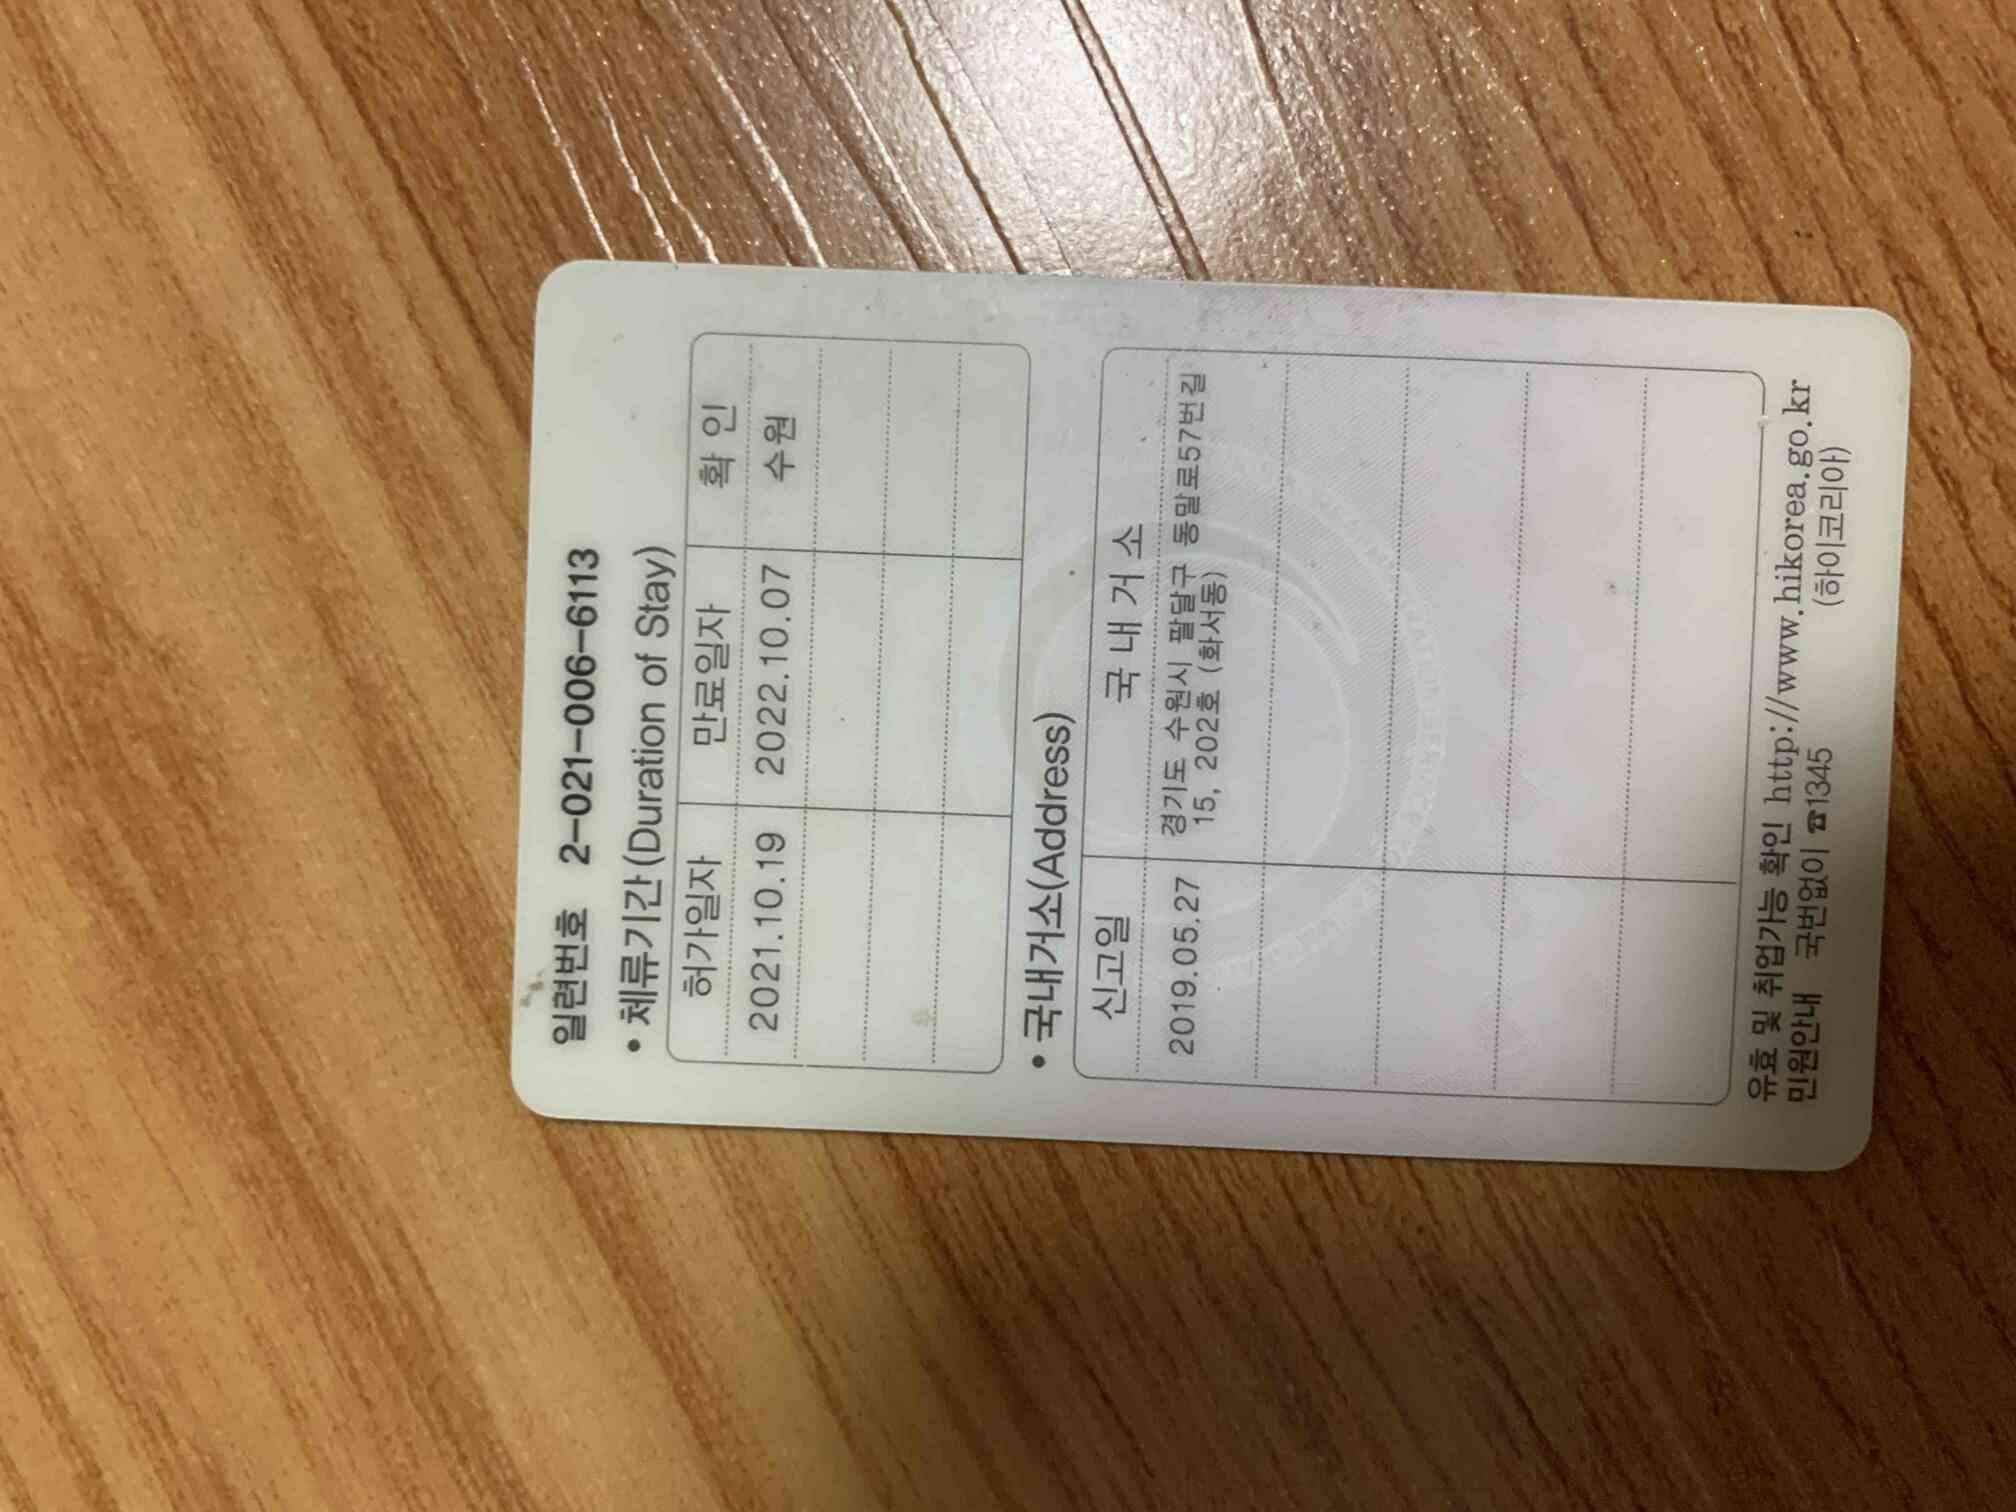 일련번호 2-021-006-6113
• 체류기간(Duration of Stay)
허가일자 만료일자 확 인
2021.10.19 2022.10.07 수원
• 국내거소(Address)
신고일 국 내 거 소
2019.05.27 경기도 수원시 팔달구 동말로57번길
15, 202호 (화서동)
유효 및 취업가능 확인 http://www.hikorea.go.kr
민원안내 국번없이 ☎1345 (하이코리아)